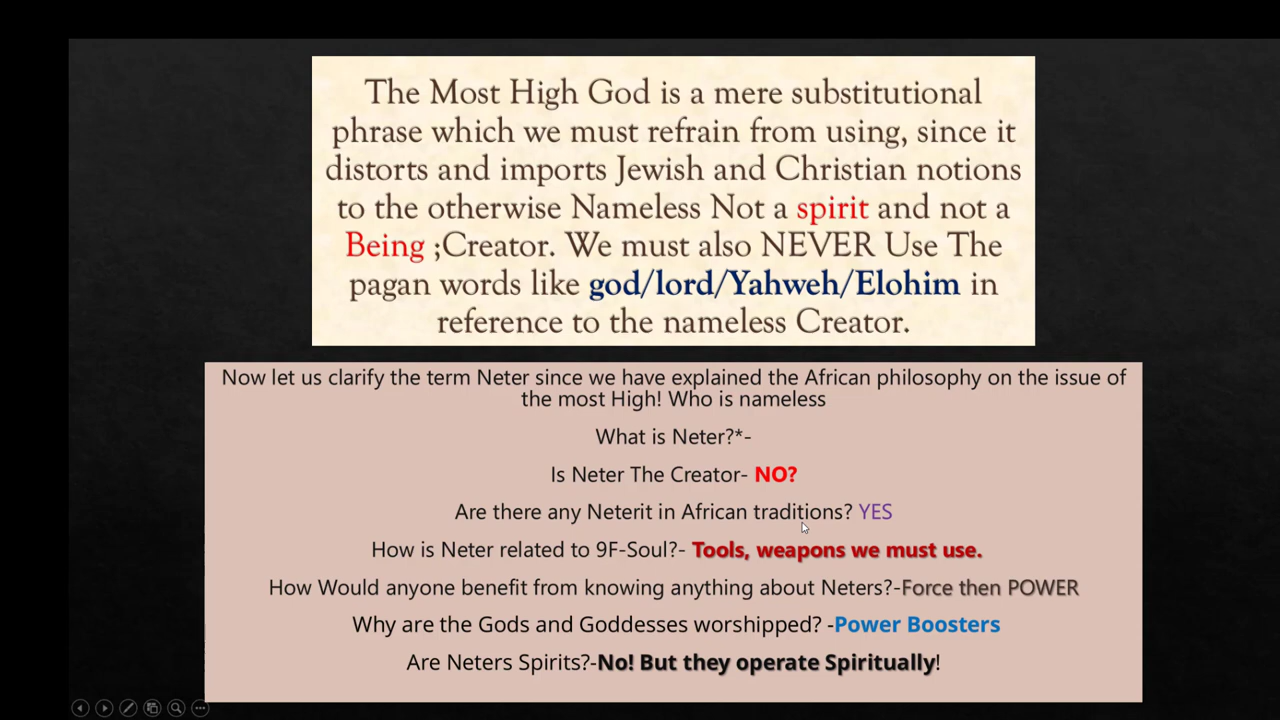 The Most High God is a mere substitutional
phrase which we must refrain from using, since it
distorts and imports Jewish and Christian notions
to the otherwise Nameless Not a spirit and not a
Being ;Creator. We must also NEVER Use The
pagan words like god/lord/Yahweh/Elohim in
reference to the nameless Creator.
Now let us clarify the term Neter since we have explained the African philosophy on the issue of
the most High! Who is nameless
What is Neter?*-
Is Neter The Creator- NO?
Are there any Neterit in African traditions? YES
How is Neter related to 9F-Soul?- Tools, weapons we must use.
How Would anyone benefit from knowing anything about Neters?-Force then POWER
Why are the Gods and Goddesses worshipped? -Power Boosters
Are Neters Spirits?-No! But they operate Spiritually!